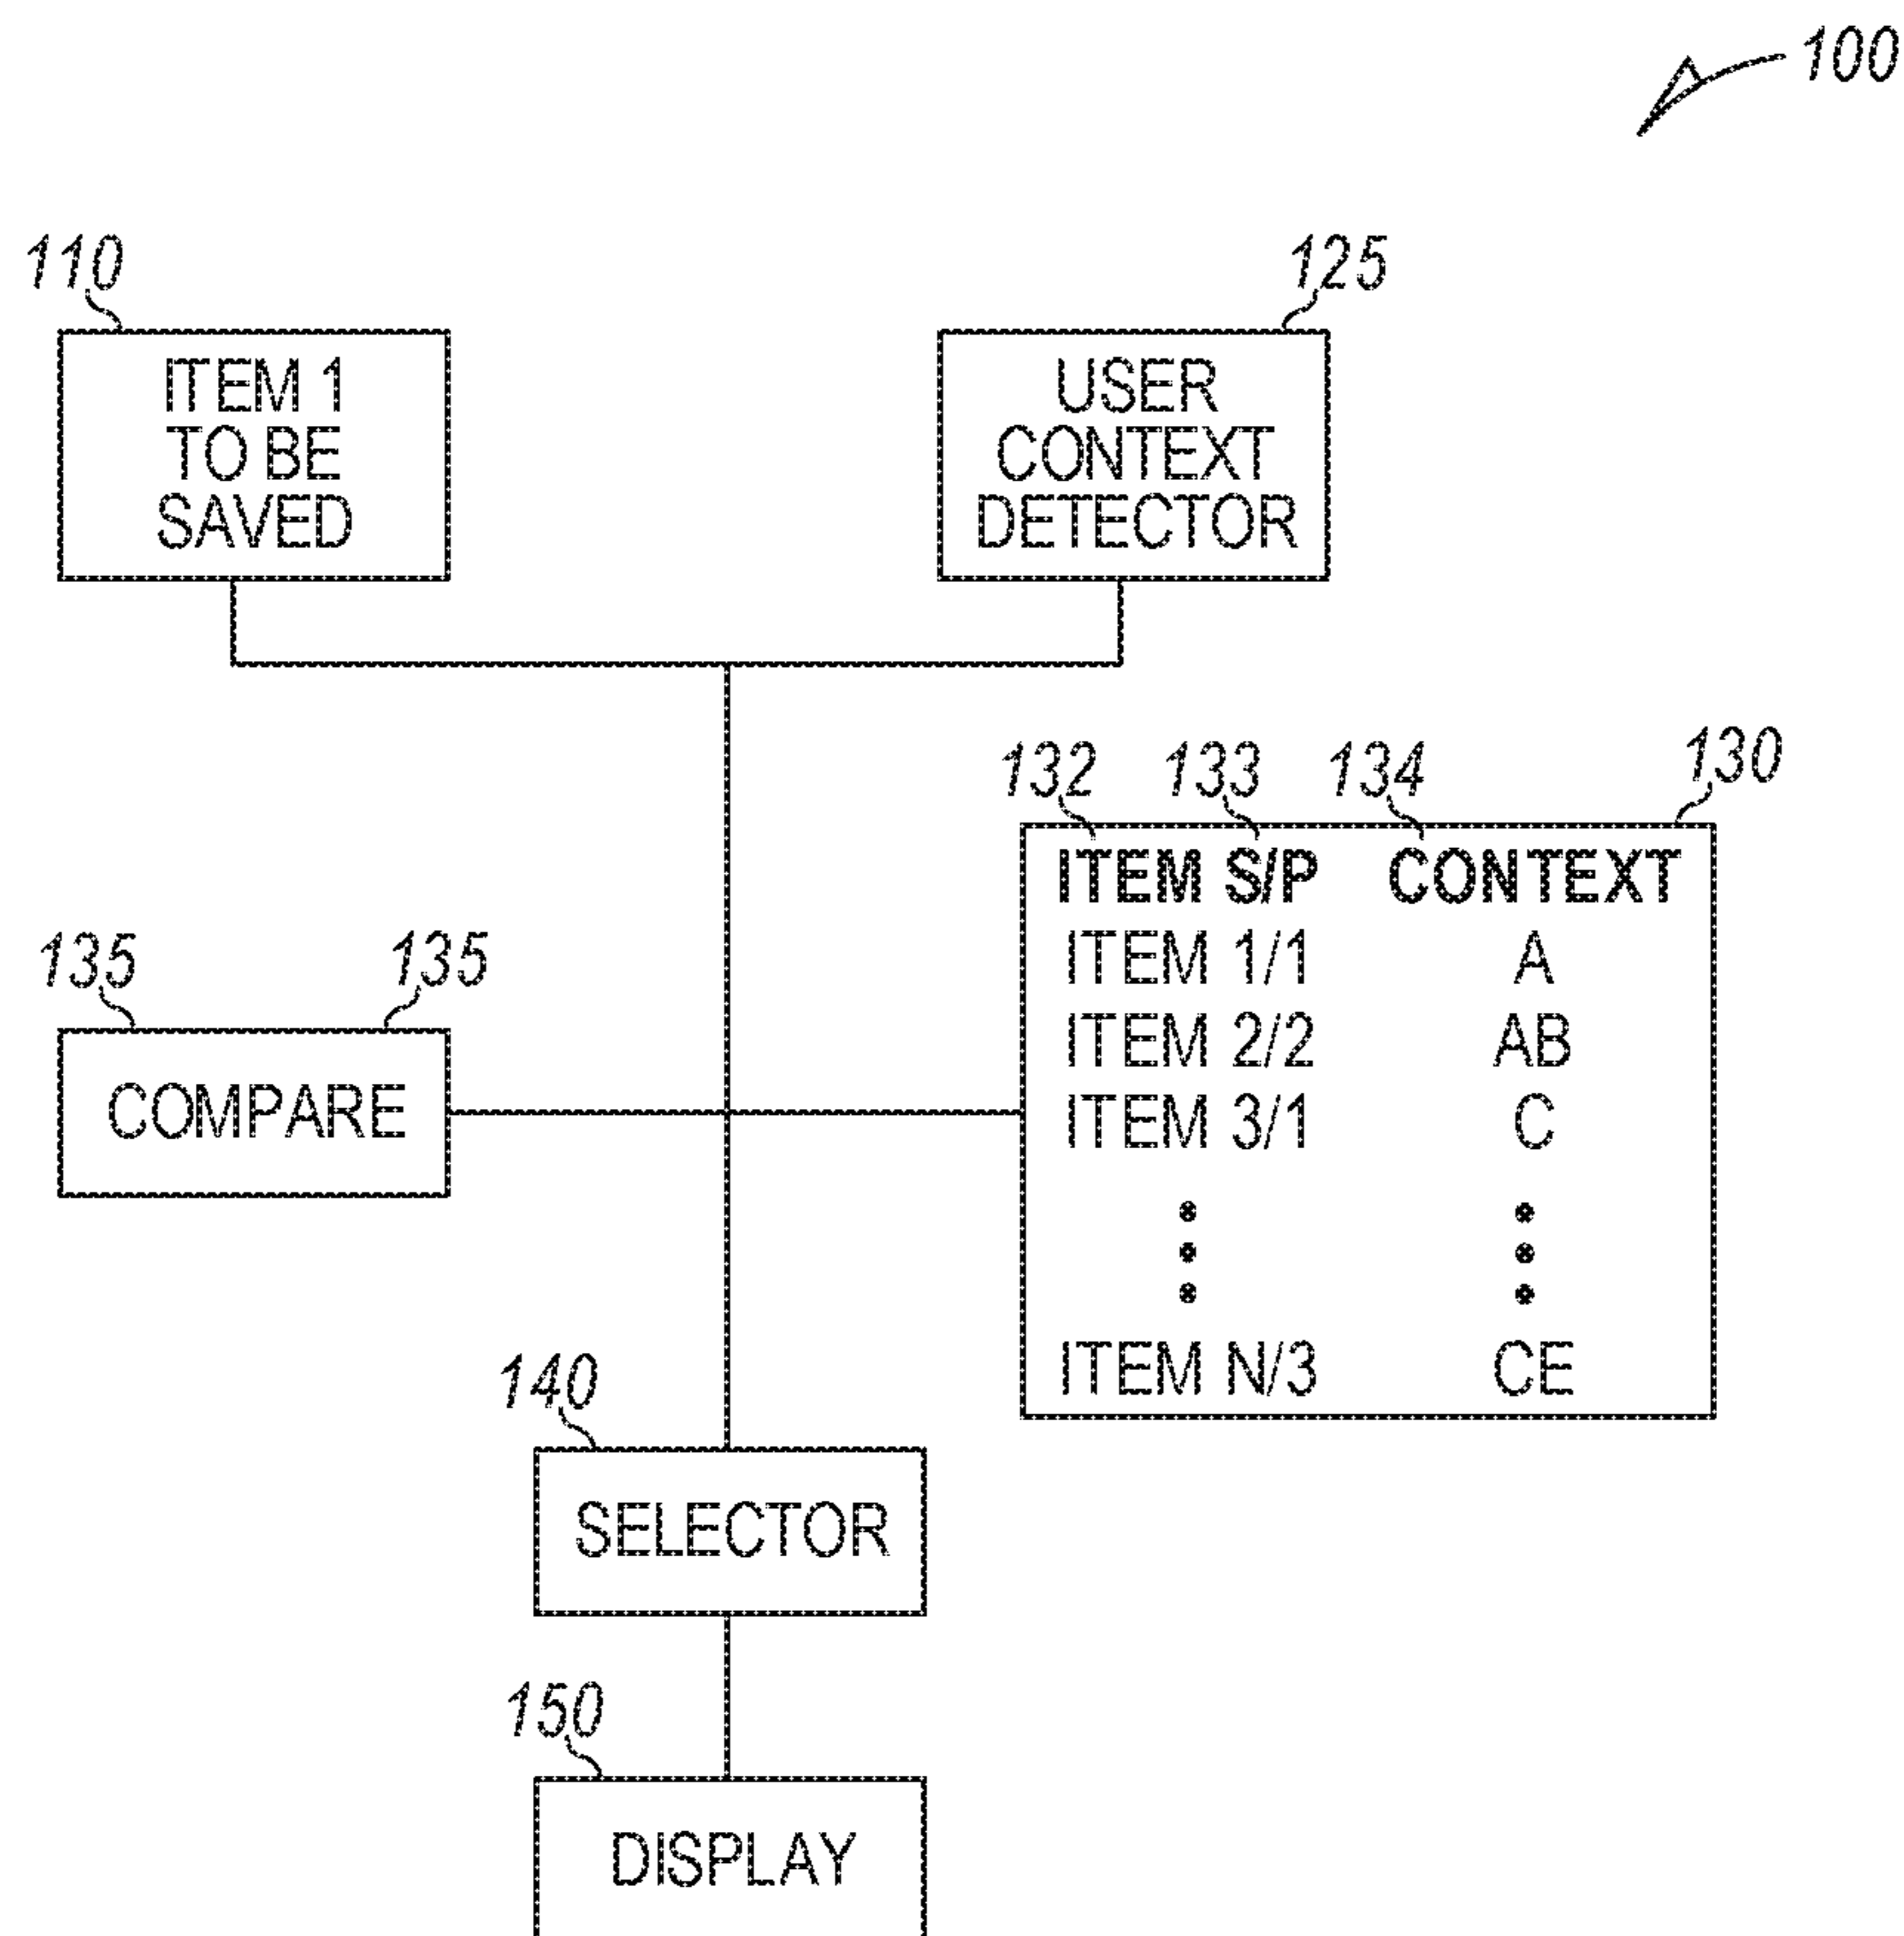 100
110
125
ITEM 1
TO BE
SAVED
USER
CONTEXT
DETECTOR
132 133 134 130
ITEM S/P CONTEXT
ITEM 1/1 A
ITEM 2/2 AB
ITEM 3/1 C
ITEM N/3 CE
135 135
COMPARE
140
SELECTOR
150
DISPLAY